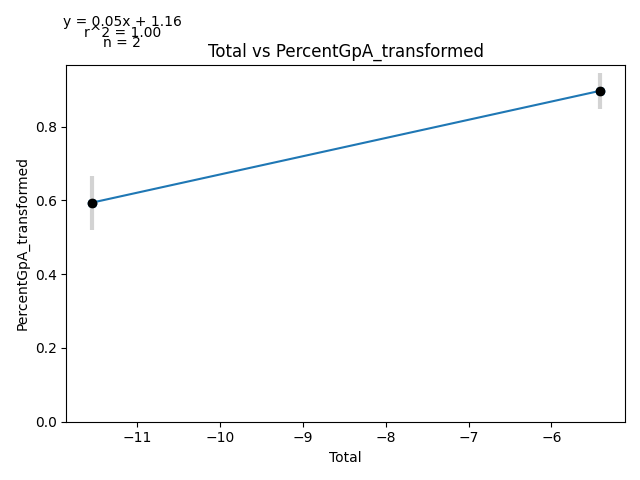 y = 0.05x + 1.16
r^2 = 1.00
n = 2
Total vs PercentGpA_transformed
PercentGpA_transformed
0.8
0.6
0.4
0.2
0.0
−11
−10
−9
−8
−7
−6
Total